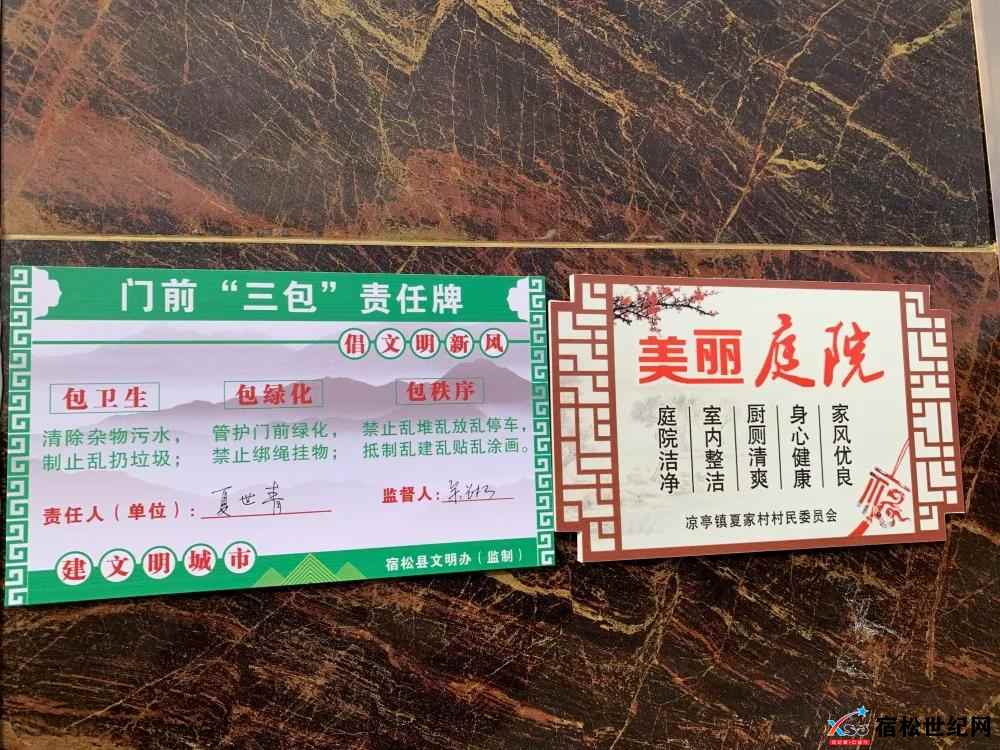 门前“三包”责任牌
倡文明新风
包卫生
清除杂物污水，
制止乱扔垃圾；
包绿化
管护门前绿化，
禁止绑绳挂物；
包秩序
禁止乱堆乱放乱停车，
抵制乱建乱贴乱涂画。
责任人（单位）：夏世青
监督人：
建文明城市
宿松县文明办（监制）
美丽庭院
庭院洁净
室内整洁
厨厕清爽
身心健康
家风优良
凉亭镇夏家村村民委员会
宿松世纪网